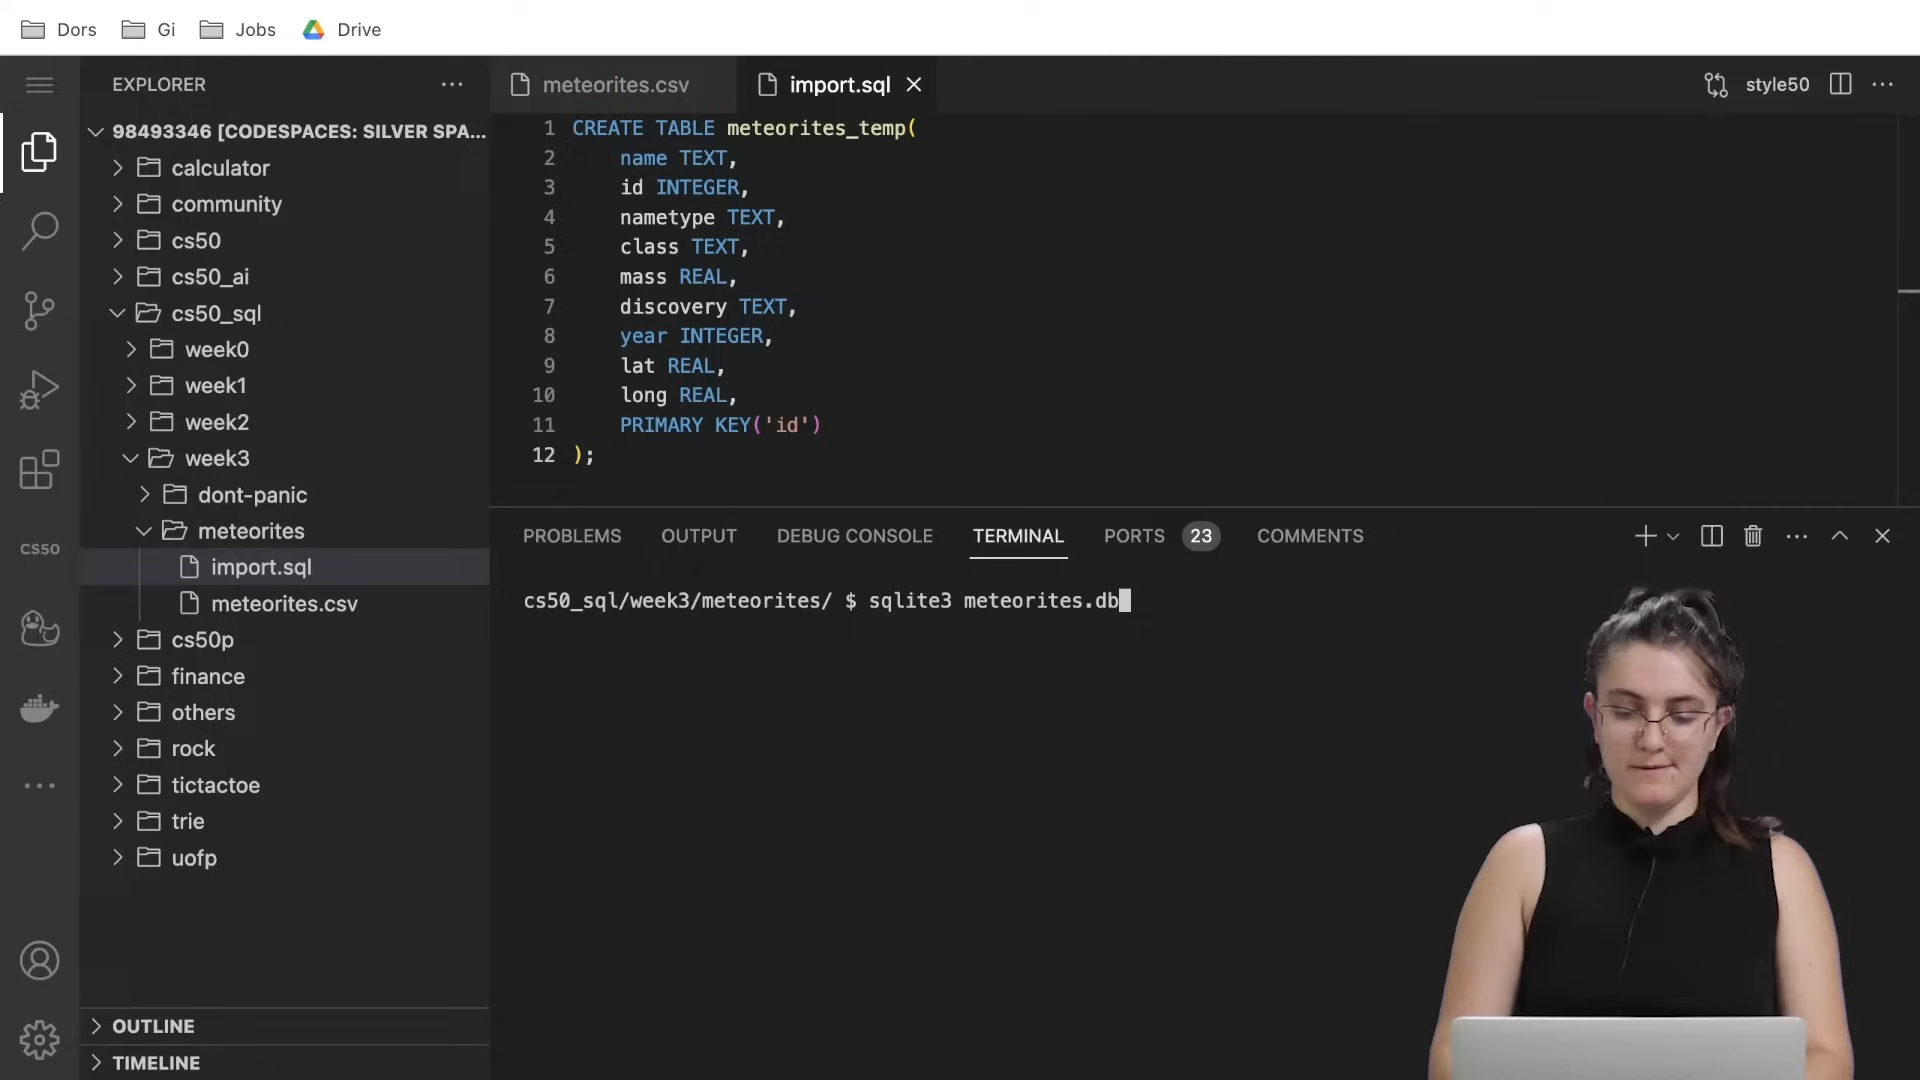 Dors Gi Jobs Drive
EXPLORER
98493346 [CODESPACES: SILVER SPA...
calculator
community
cs50
cs50_ai
cs50_sql
week0
week1
week2
week3
dont-panic
meteorites
import.sql
meteorites.csv
cs50p
finance
others
rock
tictactoe
trie
uofp
OUTLINE
TIMELINE
CS50
meteorites.csv import.sql style50
1 CREATE TABLE meteorites_temp(
2 name TEXT,
3 id INTEGER,
4 nametype TEXT,
5 class TEXT,
6 mass REAL,
7 discovery TEXT,
8 year INTEGER,
9 lat REAL,
10 long REAL,
11 PRIMARY KEY('id')
12 );
PROBLEMS OUTPUT DEBUG CONSOLE TERMINAL PORTS 23 COMMENTS
cs50_sql/week3/meteorites/ $ sqlite3 meteorites.db